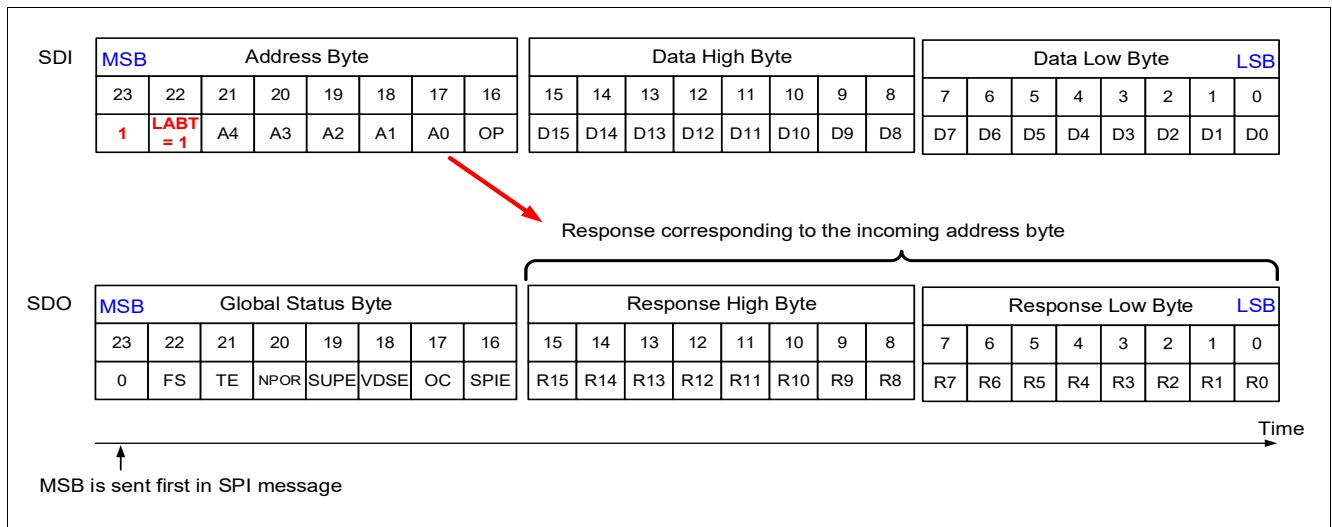 SDI MSB Address Byte Data High Byte Data Low Byte LSB
23 22 21 20 19 18 17 16 15 14 13 12 11 10 9 8 7 6 5 4 3 2 1 0
1 LABT = 1 A4 A3 A2 A1 A0 OP D15 D14 D13 D12 D11 D10 D9 D8 D7 D6 D5 D4 D3 D2 D1 D0
Response corresponding to the incoming address byte
SDO MSB Global Status Byte Response High Byte Response Low Byte LSB
23 22 21 20 19 18 17 16 15 14 13 12 11 10 9 8 7 6 5 4 3 2 1 0
0 FS TE NPOR SUPE VDSE OC SPIE R15 R14 R13 R12 R11 R10 R9 R8 R7 R6 R5 R4 R3 R2 R1 R0
Time
MSB is sent first in SPI message